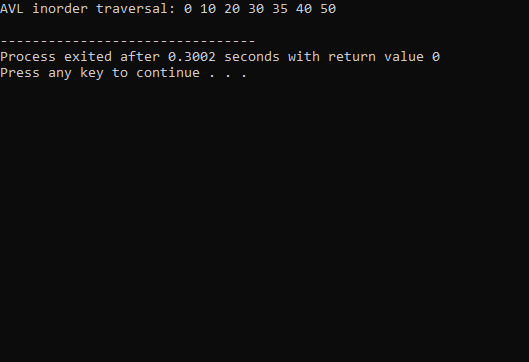 AVL inorder traversal: 0 10 20 30 35 40 50
--------------------------------
Process exited after 0.3002 seconds with return value 0
Press any key to continue . . .